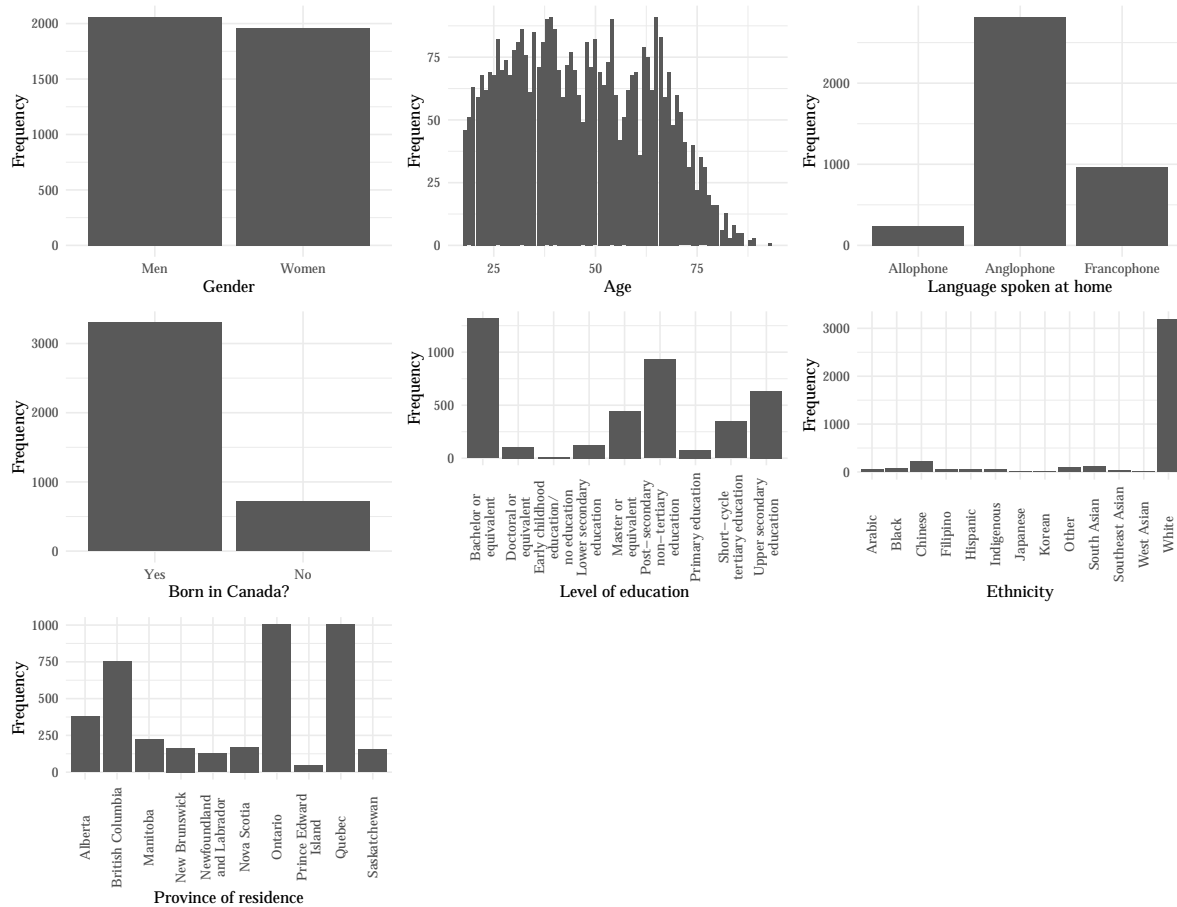 Frequency
2000
1500
1000
500
0
Men
Women
Gender
Frequency
75
50
25
0
25
50
75
Age
Frequency
2000
1000
0
Allophone
Anglophone
Francophone
Language spoken at home
Frequency
3000
2000
1000
0
Yes
No
Born in Canada?
Frequency
1000
500
0
Bachelor or
equivalent
Doctoral or
equivalent
Early childhood
education/
no education
Lower secondary
education
Master or
equivalent
Post−secondary
non−tertiary
education
Primary education
Short−cycle
tertiary education
Upper secondary
education
Level of education
Frequency
3000
2000
1000
0
Arabic
Black
Chinese
Filipino
Hispanic
Indigenous
Japanese
Korean
Other
South Asian
Southeast Asian
West Asian
White
Ethnicity
Frequency
1000
750
500
250
0
Alberta
British Columbia
Manitoba
New Brunswick
Newfoundland
and Labrador
Nova Scotia
Ontario
Prince Edward
Island
Quebec
Saskatchewan
Province of residence